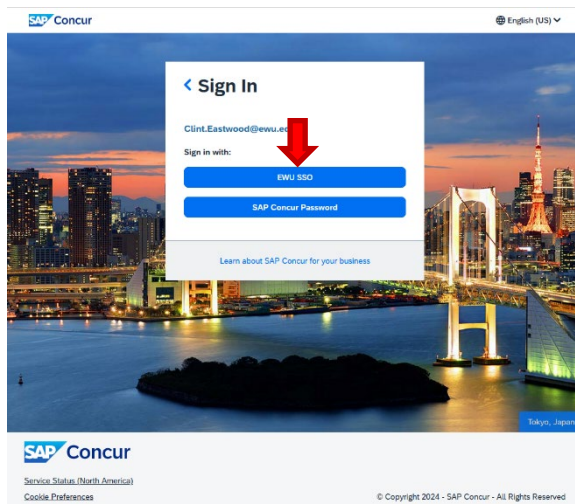 SAP Concur
English (US)
Sign In
Clint.Eastwood@ewu.e
Sign in with:
EWU SSO
SAP Concur Password
Learn about SAP Concur for your business
Tokyo, Japan
SAP Concur
Service Status (North America)
Cookie Preferences
© Copyright 2024 - SAP Concur - All Rights Reserved